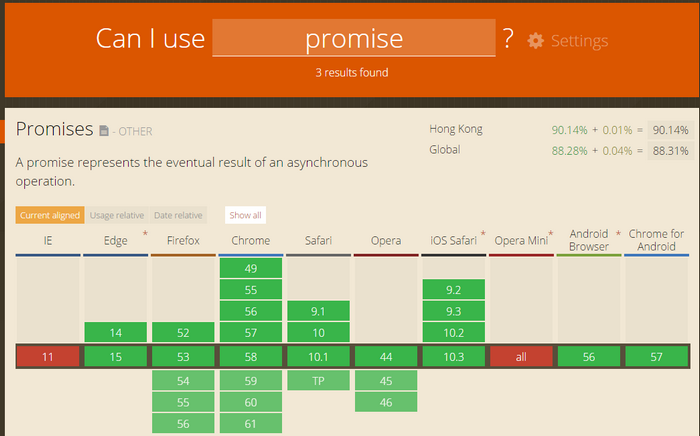 Can I use promise ? Settings
3 results found
Promises - OTHER
Hong Kong 90.14% + 0.01% = 90.14%
Global 88.28% + 0.04% = 88.31%
A promise represents the eventual result of an asynchronous
operation.
Current aligned Usage relative Date relative Show all
IE Edge * Firefox Chrome Safari Opera iOS Safari * Opera Mini * Android Browser * Chrome for Android
49
55 9.2
56 9.1 9.3
14 52 57 10 10.2
11 15 53 58 10.1 44 10.3 all 56 57
54 59 TP 45
55 60 46
56 61